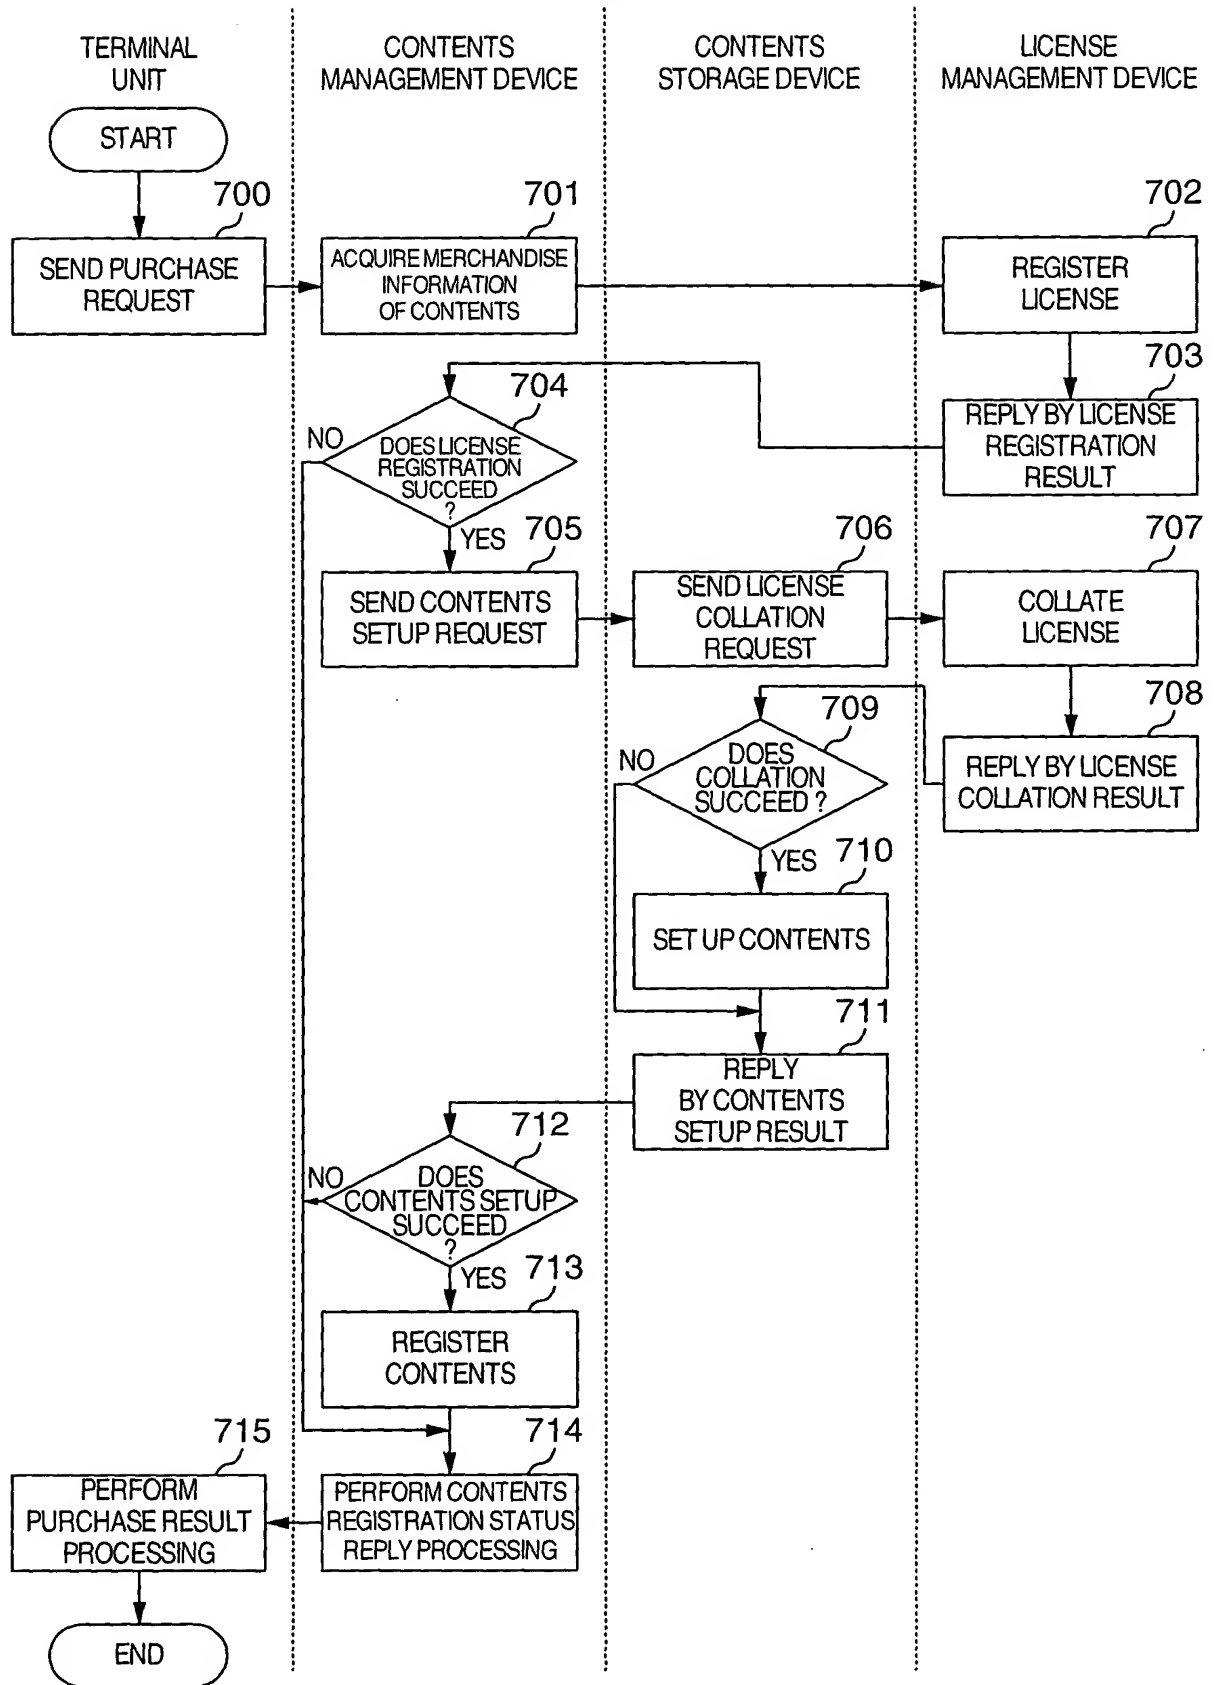 TERMINAL
UNIT
CONTENTS
MANAGEMENT DEVICE
CONTENTS
STORAGE DEVICE
LICENSE
MANAGEMENT DEVICE
START
700
SEND PURCHASE
REQUEST
701
ACQUIRE MERCHANDISE
INFORMATION
OF CONTENTS
702
REGISTER
LICENSE
703
REPLY BY LICENSE
REGISTRATION
RESULT
704
NO
DOES LICENSE
REGISTRATION
SUCCEED
?
YES
705
SEND CONTENTS
SETUP REQUEST
706
SEND LICENSE
COLLATION
REQUEST
707
COLLATE
LICENSE
708
REPLY BY LICENSE
COLLATION RESULT
709
NO
DOES
COLLATION
SUCCEED ?
YES
710
SET UP CONTENTS
711
REPLY
BY CONTENTS
SETUP RESULT
712
NO
DOES
CONTENTS SETUP
SUCCEED
?
YES
713
REGISTER
CONTENTS
714
PERFORM CONTENTS
REGISTRATION STATUS
REPLY PROCESSING
715
PERFORM
PURCHASE RESULT
PROCESSING
END